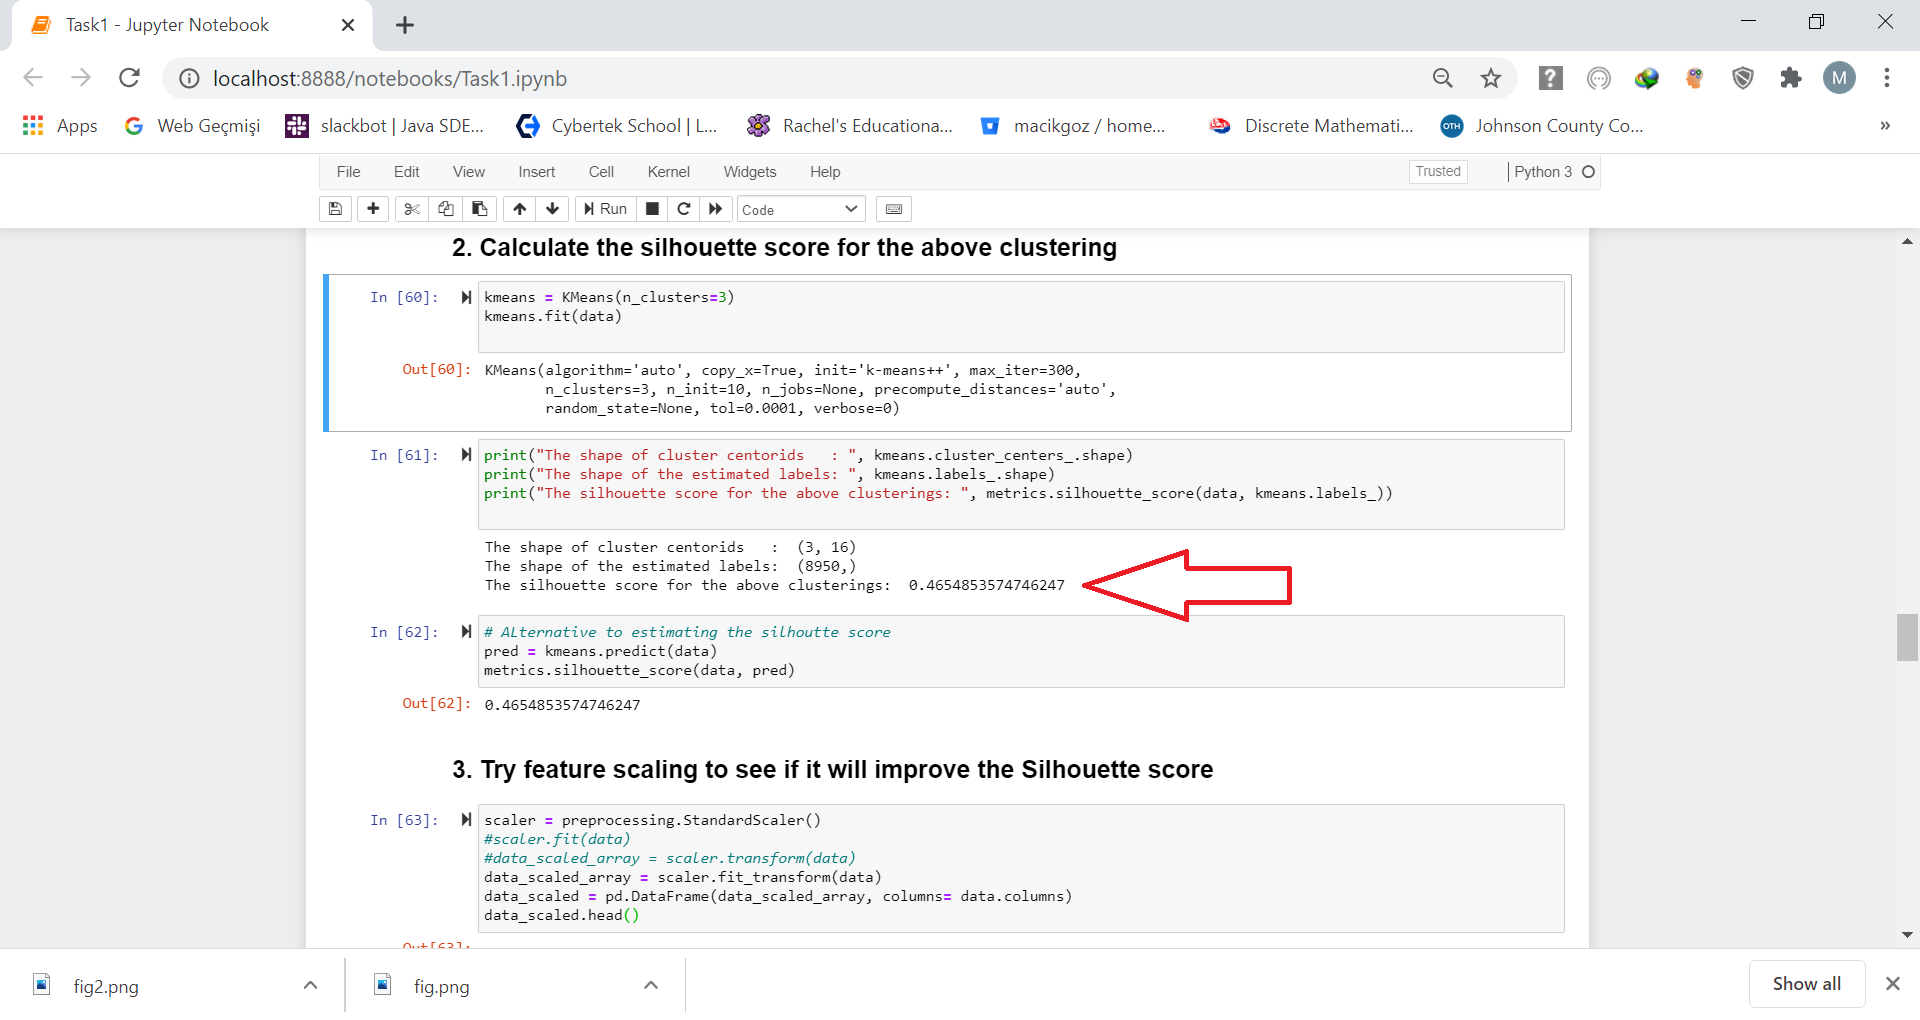 Task1 - Jupyter Notebook
localhost:8888/notebooks/Task1.ipynb
M
Apps
Web Geçmişi
slackbot | Java SDE...
Cybertek School | L...
Rachel's Educationa...
macikgoz / home...
OTH
Discrete Mathemati...
Johnson County Co...
»
File Edit View Insert Cell Kernel Widgets Help
Trusted
Python 3
Run
Code
2. Calculate the silhouette score for the above clustering
In [60]:
kmeans = KMeans(n_clusters=3)
kmeans.fit(data)
Out[60]: KMeans(algorithm='auto', copy_x=True, init='k-means++', max_iter=300,
n_clusters=3, n_init=10, n_jobs=None, precompute_distances='auto',
random_state=None, tol=0.0001, verbose=0)
In [61]:
print("The shape of cluster centorids   : ", kmeans.cluster_centers_.shape)
print("The shape of the estimated labels: ", kmeans.labels_.shape)
print("The silhouette score for the above clusterings: ", metrics.silhouette_score(data, kmeans.labels_))
The shape of cluster centorids   :  (3, 16)
The shape of the estimated labels:  (8950,)
The silhouette score for the above clusterings:  0.4654853574746247
In [62]:
# ALternative to estimating the silhoutte score
pred = kmeans.predict(data)
metrics.silhouette_score(data, pred)
Out[62]: 0.4654853574746247
3. Try feature scaling to see if it will improve the Silhouette score
In [63]:
scaler = preprocessing.StandardScaler()
#scaler.fit(data)
#data_scaled_array = scaler.transform(data)
data_scaled_array = scaler.fit_transform(data)
data_scaled = pd.DataFrame(data_scaled_array, columns= data.columns)
data_scaled.head()
Out[63]:
fig2.png
fig.png
Show all